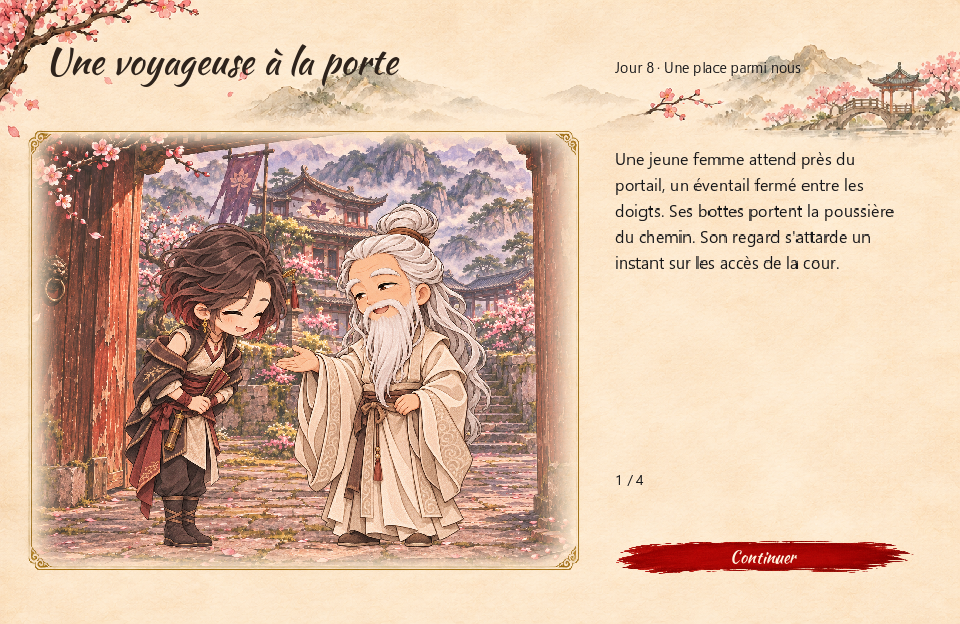 Une voyageuse à la porte
Jour 8 · Une place parmi nous
Une jeune femme attend près du
portail, un éventail fermé entre les
doigts. Ses bottes portent la poussière
du chemin. Son regard s'attarde un
instant sur les accès de la cour.
1 / 4
Continuer